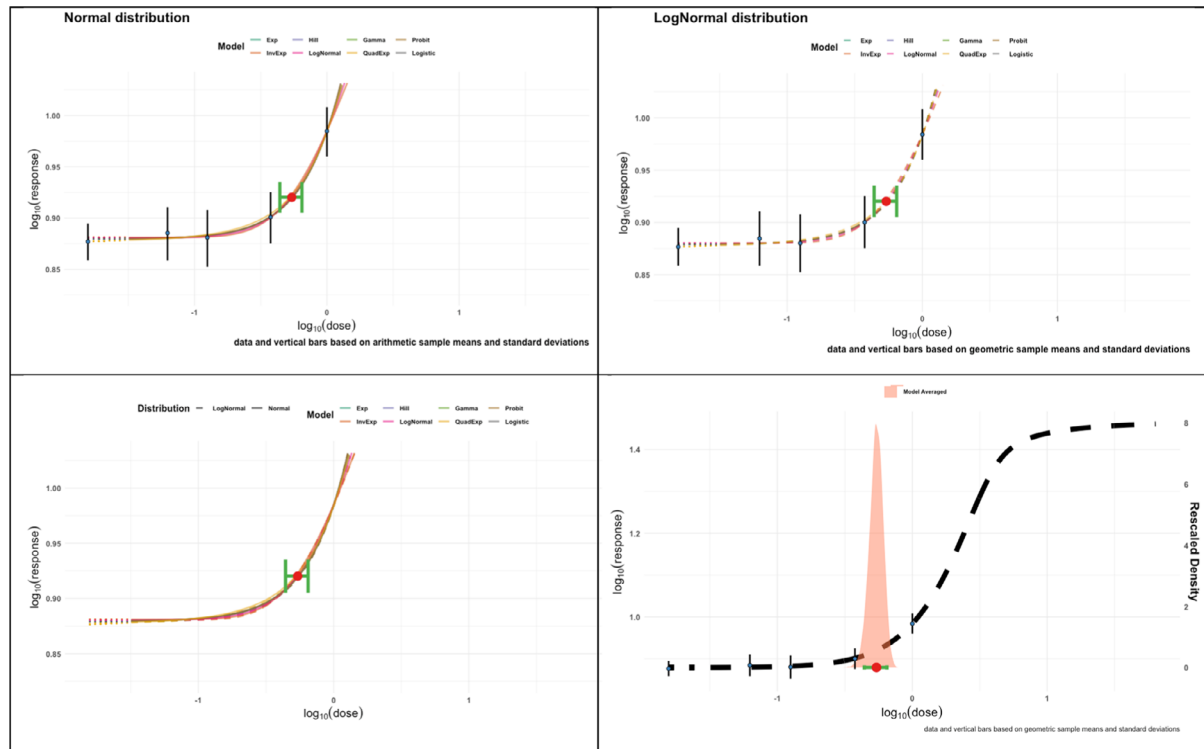 Normal distribution
Model
Exp Hill Gamma Probit
InvExp LogNormal QuadExp Logistic
log10(response)
1.00
0.95
0.90
0.85
-1 0 1
log10(dose)
data and vertical bars based on arithmetic sample means and standard deviations
LogNormal distribution
Model
Exp Hill Gamma Probit
InvExp LogNormal QuadExp Logistic
log10(response)
1.00
0.95
0.90
0.85
-1 0 1
log10(dose)
data and vertical bars based on geometric sample means and standard deviations
Distribution LogNormal Normal
Model
Exp Hill Gamma Probit
InvExp LogNormal QuadExp Logistic
log10(response)
1.00
0.95
0.90
0.85
-1 0 1
log10(dose)
Model Averaged
log10(response)
1.4
1.2
1.0
8
6
4
2
0
Rescaled Density
-1 0 1
log10(dose)
data and vertical bars based on geometric sample means and standard deviations